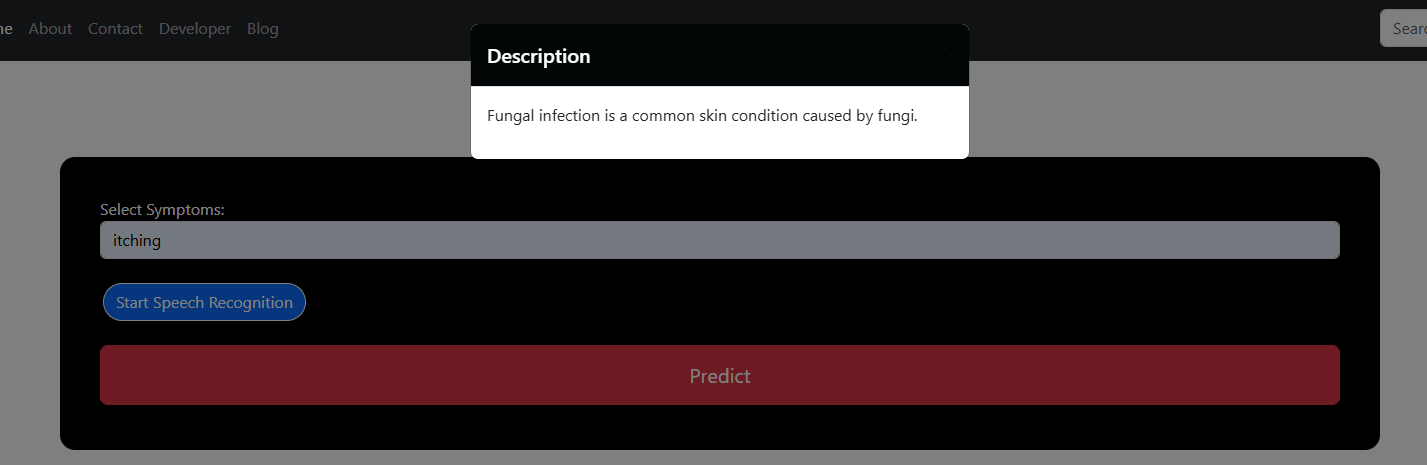 me About Contact Developer Blog
Description
Fungal infection is a common skin condition caused by fungi.
Select Symptoms:
itching
Start Speech Recognition
Predict